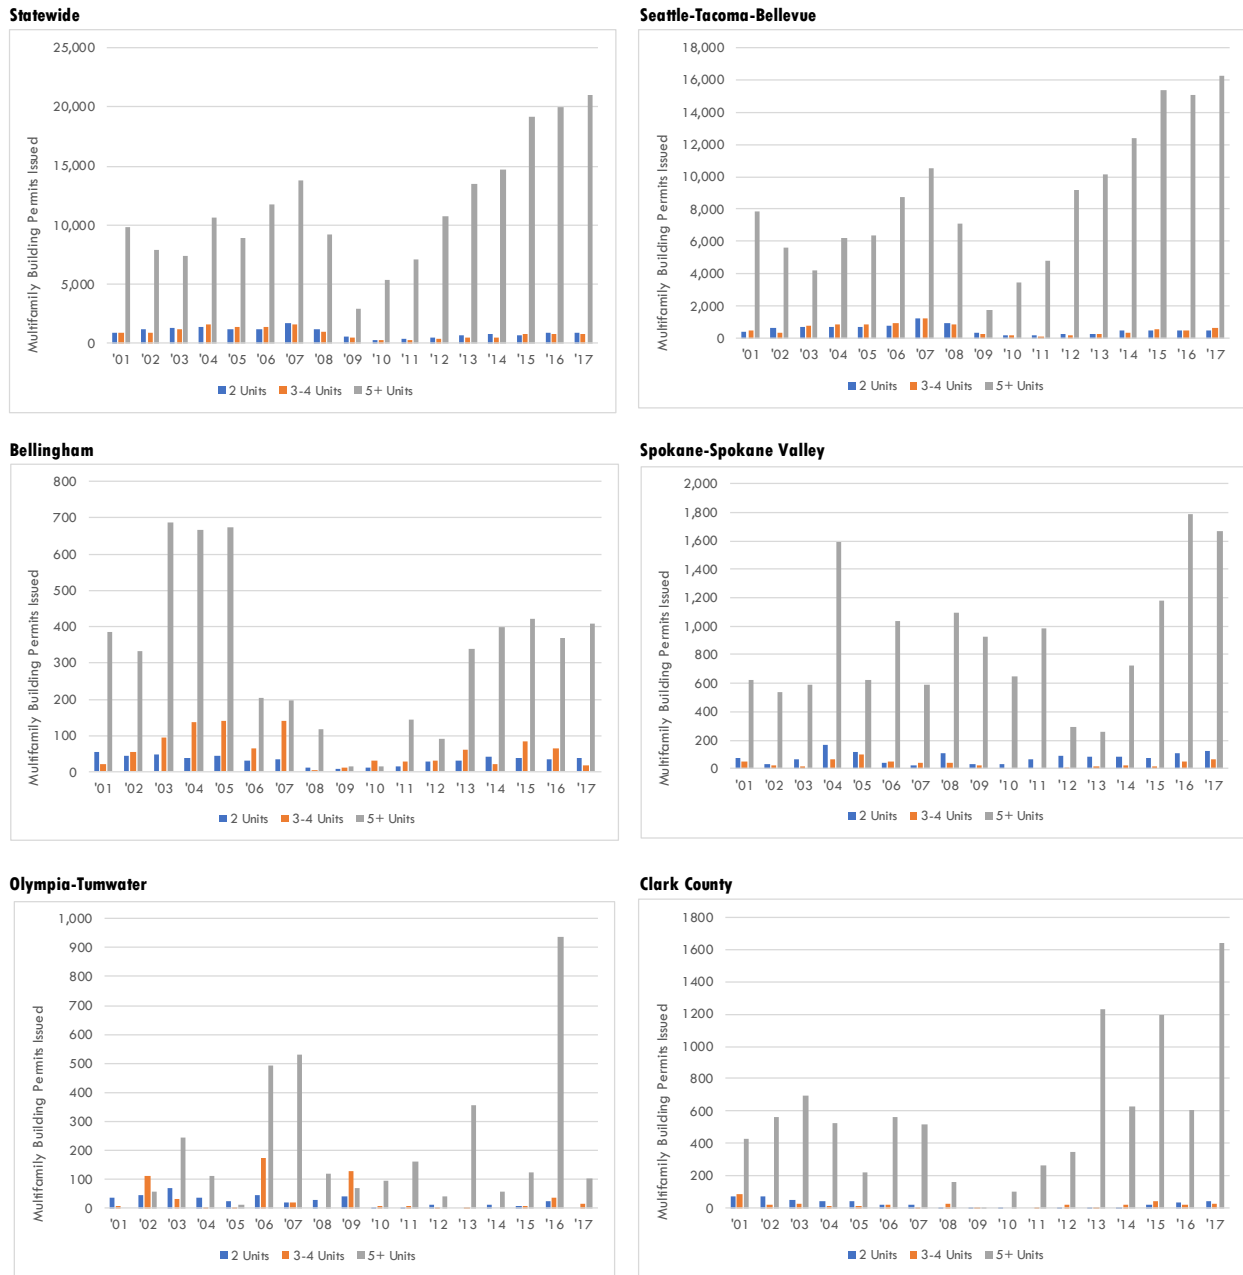 Statewide
25,000
20,000
15,000
10,000
5,000
0
Multifamily Building Permits Issued
'01 '02 '03 '04 '05 '06 '07 '08 '09 '10 '11 '12 '13 '14 '15 '16 '17
2 Units 3-4 Units 5+ Units
Seattle-Tacoma-Bellevue
18,000
16,000
14,000
12,000
10,000
8,000
6,000
4,000
2,000
0
Multifamily Building Permits Issued
'01 '02 '03 '04 '05 '06 '07 '08 '09 '10 '11 '12 '13 '14 '15 '16 '17
2 Units 3-4 Units 5+ Units
Bellingham
800
700
600
500
400
300
200
100
0
Multifamily Building Permits Issued
'01 '02 '03 '04 '05 '06 '07 '08 '09 '10 '11 '12 '13 '14 '15 '16 '17
2 Units 3-4 Units 5+ Units
Spokane-Spokane Valley
2,000
1,800
1,600
1,400
1,200
1,000
800
600
400
200
0
Multifamily Building Permits Issued
'01 '02 '03 '04 '05 '06 '07 '08 '09 '10 '11 '12 '13 '14 '15 '16 '17
2 Units 3-4 Units 5+ Units
Olympia-Tumwater
1,000
900
800
700
600
500
400
300
200
100
0
Multifamily Building Permits Issued
'01 '02 '03 '04 '05 '06 '07 '08 '09 '10 '11 '12 '13 '14 '15 '16 '17
2 Units 3-4 Units 5+ Units
Clark County
1800
1600
1400
1200
1000
800
600
400
200
0
Multifamily Building Permits Issued
'01 '02 '03 '04 '05 '06 '07 '08 '09 '10 '11 '12 '13 '14 '15 '16 '17
2 Units 3-4 Units 5+ Units